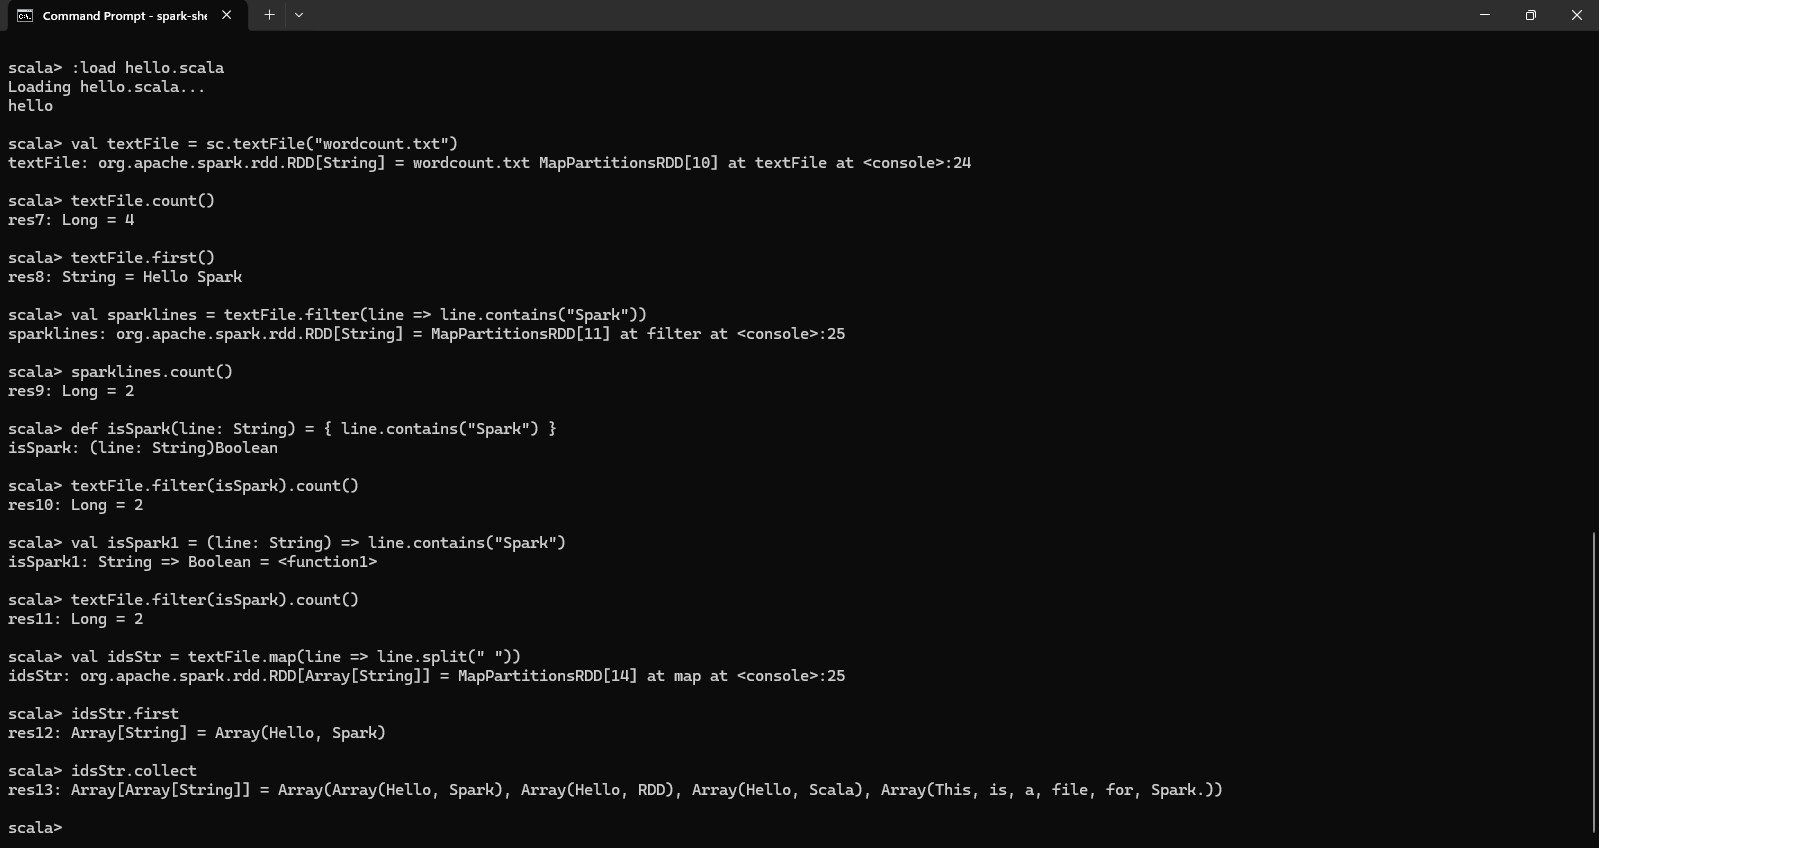 Command Prompt - spark-she
scala> :load hello.scala
Loading hello.scala...
hello
scala> val textFile = sc.textFile("wordcount.txt")
textFile: org.apache.spark.rdd.RDD[String] = wordcount.txt MapPartitionsRDD[10] at textFile at <console>:24
scala> textFile.count()
res7: Long = 4
scala> textFile.first()
res8: String = Hello Spark
scala> val sparklines = textFile.filter(line => line.contains("Spark"))
sparklines: org.apache.spark.rdd.RDD[String] = MapPartitionsRDD[11] at filter at <console>:25
scala> sparklines.count()
res9: Long = 2
scala> def isSpark(line: String) = { line.contains("Spark") }
isSpark: (line: String)Boolean
scala> textFile.filter(isSpark).count()
res10: Long = 2
scala> val isSpark1 = (line: String) => line.contains("Spark")
isSpark1: String => Boolean = <function1>
scala> textFile.filter(isSpark).count()
res11: Long = 2
scala> val idsStr = textFile.map(line => line.split(" "))
idsStr: org.apache.spark.rdd.RDD[Array[String]] = MapPartitionsRDD[14] at map at <console>:25
scala> idsStr.first
res12: Array[String] = Array(Hello, Spark)
scala> idsStr.collect
res13: Array[Array[String]] = Array(Array(Hello, Spark), Array(Hello, RDD), Array(Hello, Scala), Array(This, is, a, file, for, Spark.))
scala>